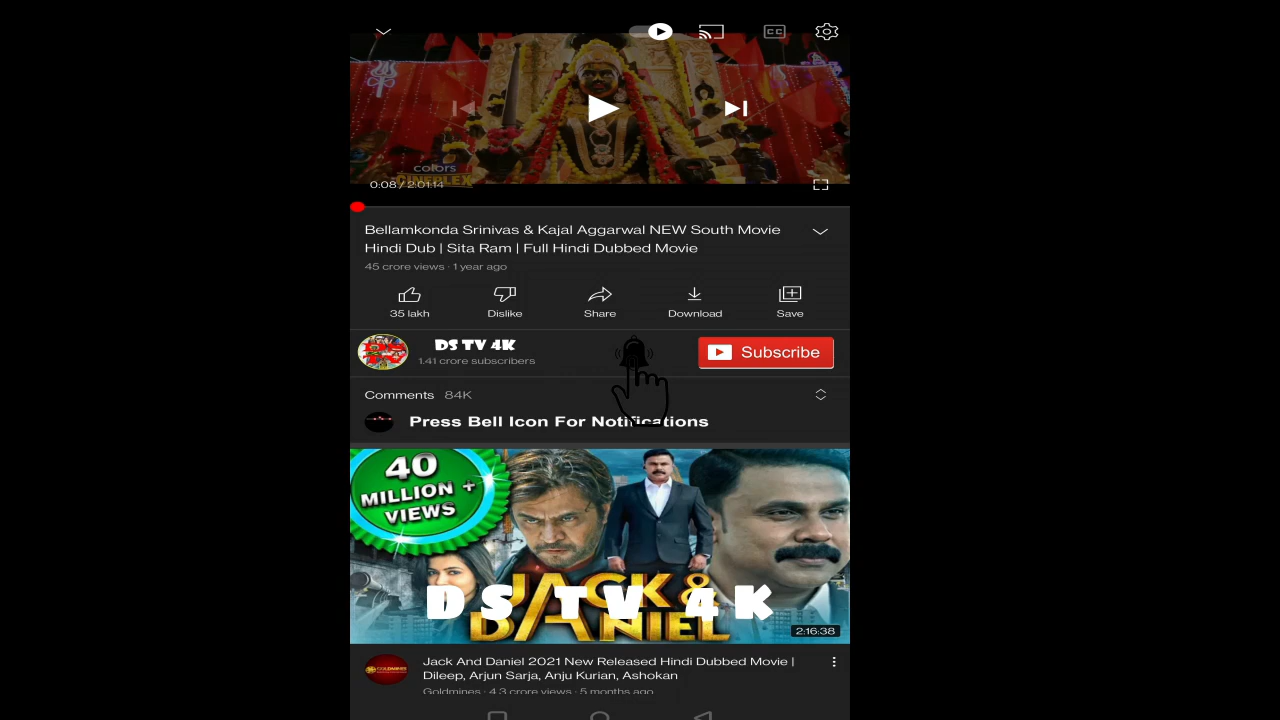 CC
colors
CINEPLEX
0:08 / 2:01:14
Bellamkonda Srinivas & Kajal Aggarwal NEW South Movie
Hindi Dub | Sita Ram | Full Hindi Dubbed Movie
45 crore views · 1 year ago
35 lakh
Dislike
Share
Download
Save
DS TV 4K
1.41 crore subscribers
Subscribe
Comments 84K
Press Bell Icon For Notifications
40
MILLION +
VIEWS
JACK &
DANIEL
DS TV 4K
2:16:38
Jack And Daniel 2021 New Released Hindi Dubbed Movie |
Dileep, Arjun Sarja, Anju Kurian, Ashokan
Goldmines · 4.3 crore views · 5 months ago